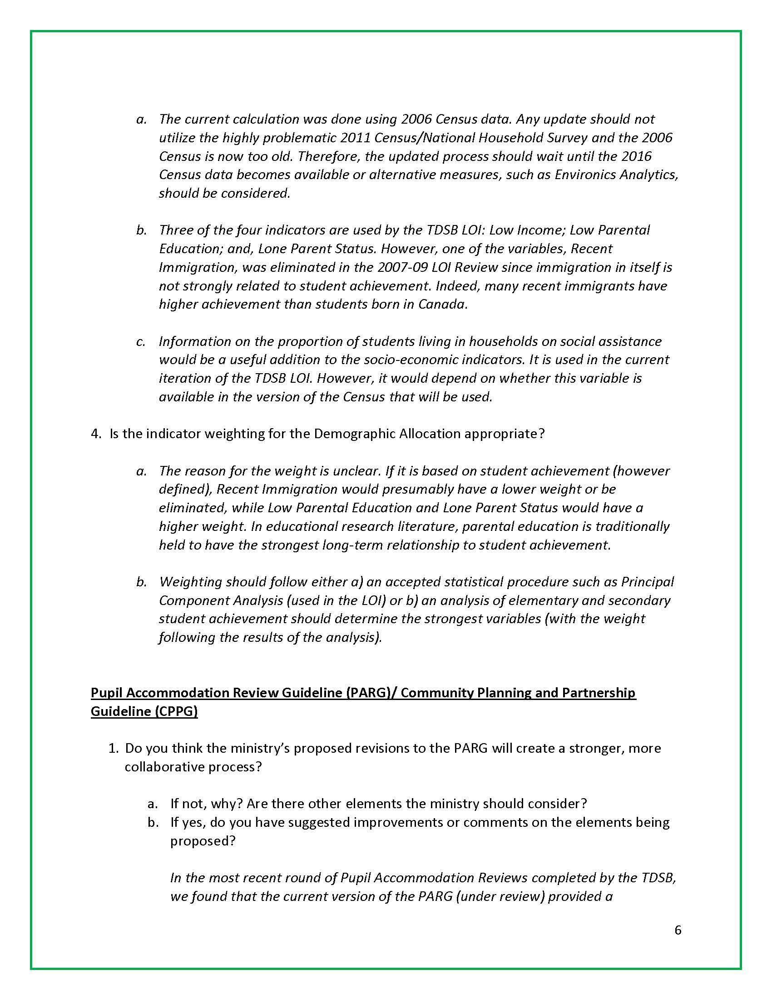 a. The current calculation was done using 2006 Census data. Any update should not
utilize the highly problematic 2011 Census/National Household Survey and the 2006
Census is now too old. Therefore, the updated process should wait until the 2016
Census data becomes available or alternative measures, such as Environics Analytics,
should be considered.
b. Three of the four indicators are used by the TDSB LOI: Low Income; Low Parental
Education; and, Lone Parent Status. However, one of the variables, Recent
Immigration, was eliminated in the 2007-09 LOI Review since immigration in itself is
not strongly related to student achievement. Indeed, many recent immigrants have
higher achievement than students born in Canada.
c. Information on the proportion of students living in households on social assistance
would be a useful addition to the socio-economic indicators. It is used in the current
iteration of the TDSB LOI. However, it would depend on whether this variable is
available in the version of the Census that will be used.
4. Is the indicator weighting for the Demographic Allocation appropriate?
a. The reason for the weight is unclear. If it is based on student achievement (however
defined), Recent Immigration would presumably have a lower weight or be
eliminated, while Low Parental Education and Lone Parent Status would have a
higher weight. In educational research literature, parental education is traditionally
held to have the strongest long-term relationship to student achievement.
b. Weighting should follow either a) an accepted statistical procedure such as Principal
Component Analysis (used in the LOI) or b) an analysis of elementary and secondary
student achievement should determine the strongest variables (with the weight
following the results of the analysis).
Pupil Accommodation Review Guideline (PARG)/ Community Planning and Partnership
Guideline (CPPG)
1. Do you think the ministry’s proposed revisions to the PARG will create a stronger, more
collaborative process?
a. If not, why? Are there other elements the ministry should consider?
b. If yes, do you have suggested improvements or comments on the elements being
proposed?
In the most recent round of Pupil Accommodation Reviews completed by the TDSB,
we found that the current version of the PARG (under review) provided a
6